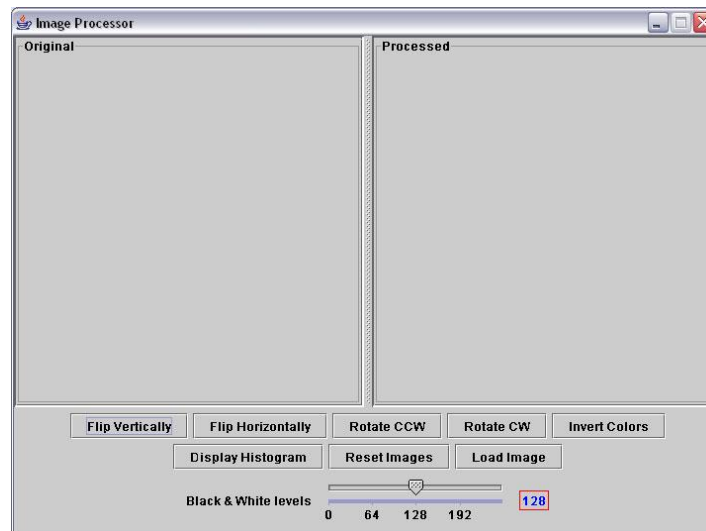 Image Processor
Original Processed
Flip Vertically Flip Horizontally Rotate CCW Rotate CW Invert Colors
Display Histogram Reset Images Load Image
Black & White levels 128
0 64 128 192